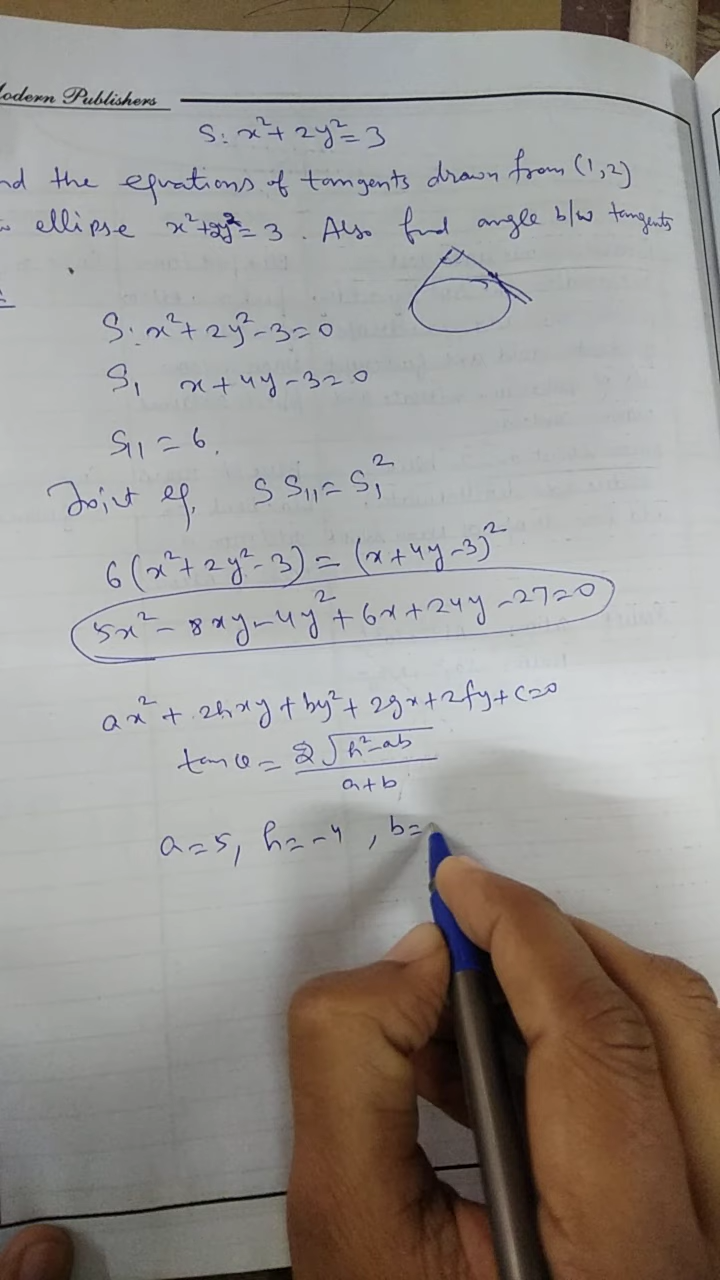 Modern Publishers
S: x²+ 2y²= 3
nd the equations of tangents drawn from (1,2)
ellipse x²+2y²= 3. Also find angle b/w tangents
S: x²+ 2y²-3=0
S₁ x+4y-3=0
S₁₁ = 6.
Joint eq. S S₁₁= S₁²
6(x²+ 2y²-3) = (x+4y-3)²
5x²- 8xy-4y²+6x+24y-27=0
ax²+ 2hxy+by²+2gx+2fy+c=0
tanθ= 2√(h²-ab)
a+b
a=5, h=-4, b=